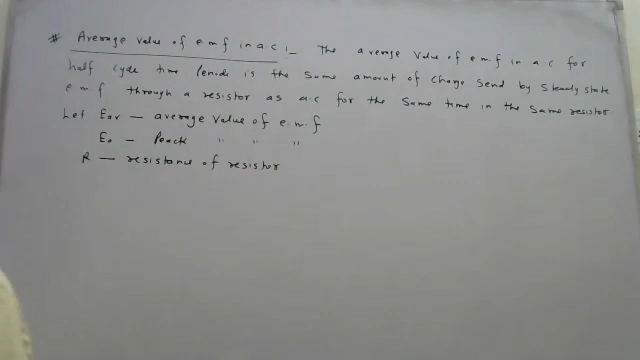 # Average value of e m f in a c :_ The average value of e m f in a.c for
half cycle time Periode is the same amount of charge send by steady state
e m f through a resistor as a.c for the same time in the same resistor
Let Eav — average value of e.m.f
E₀ — Peack " " "
R — resistance of resistor